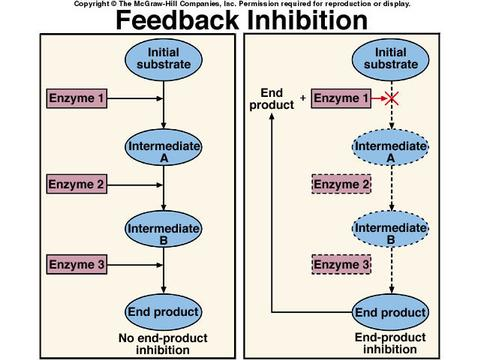 Copyright © The McGraw-Hill Companies, Inc. Permission required for reproduction or display.
Feedback Inhibition
Initial
substrate
Enzyme 1
Intermediate
A
Enzyme 2
Intermediate
B
Enzyme 3
End product
No end-product
inhibition
Initial
substrate
End
product
+
Enzyme 1
Intermediate
A
Enzyme 2
Intermediate
B
Enzyme 3
End product
End-product
inhibition